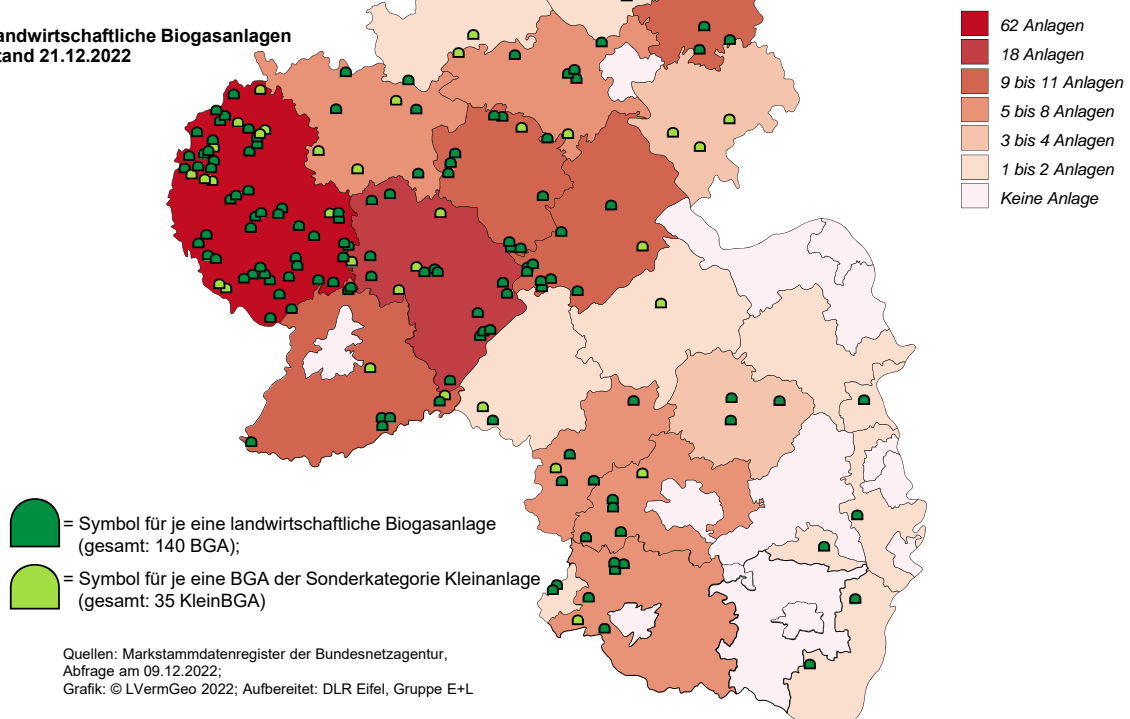 andwirtschaftliche Biogasanlagen
tand 21.12.2022
62 Anlagen
18 Anlagen
9 bis 11 Anlagen
5 bis 8 Anlagen
3 bis 4 Anlagen
1 bis 2 Anlagen
Keine Anlage
= Symbol für je eine landwirtschaftliche Biogasanlage
(gesamt: 140 BGA);
= Symbol für je eine BGA der Sonderkategorie Kleinanlage
(gesamt: 35 KleinBGA)
Quellen: Markstammdatenregister der Bundesnetzagentur,
Abfrage am 09.12.2022;
Grafik: © LVermGeo 2022; Aufbereitet: DLR Eifel, Gruppe E+L